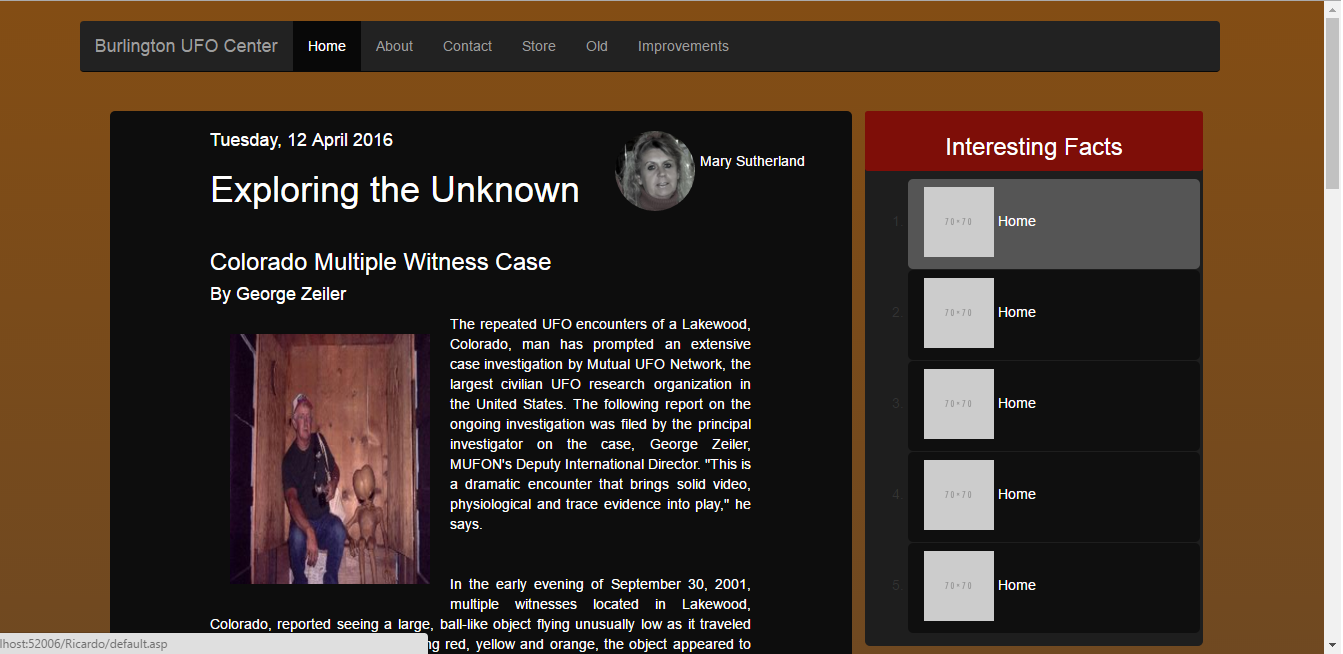 Burlington UFO Center
Home
About
Contact
Store
Old
Improvements
Tuesday, 12 April 2016
Mary Sutherland
Exploring the Unknown
Colorado Multiple Witness Case
By George Zeiler
The repeated UFO encounters of a Lakewood,
Colorado, man has prompted an extensive
case investigation by Mutual UFO Network, the
largest civilian UFO research organization in
the United States. The following report on the
ongoing investigation was filed by the principal
investigator on the case, George Zeiler,
MUFON's Deputy International Director. "This is
a dramatic encounter that brings solid video,
physiological and trace evidence into play," he
says.
In the early evening of September 30, 2001,
multiple witnesses located in Lakewood,
Colorado, reported seeing a large, ball-like object flying unusually low as it traveled
red, yellow and orange, the object appeared to
Interesting Facts
1.
70×70
Home
2.
70×70
Home
3.
70×70
Home
4.
70×70
Home
5.
70×70
Home
lhost:52006/Ricardo/default.asp